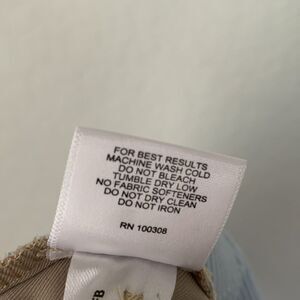 FOR BEST RESULTS
MACHINE WASH COLD
DO NOT BLEACH
TUMBLE DRY LOW
NO FABRIC SOFTENERS
DO NOT DRY CLEAN
DO NOT IRON
RN 100308